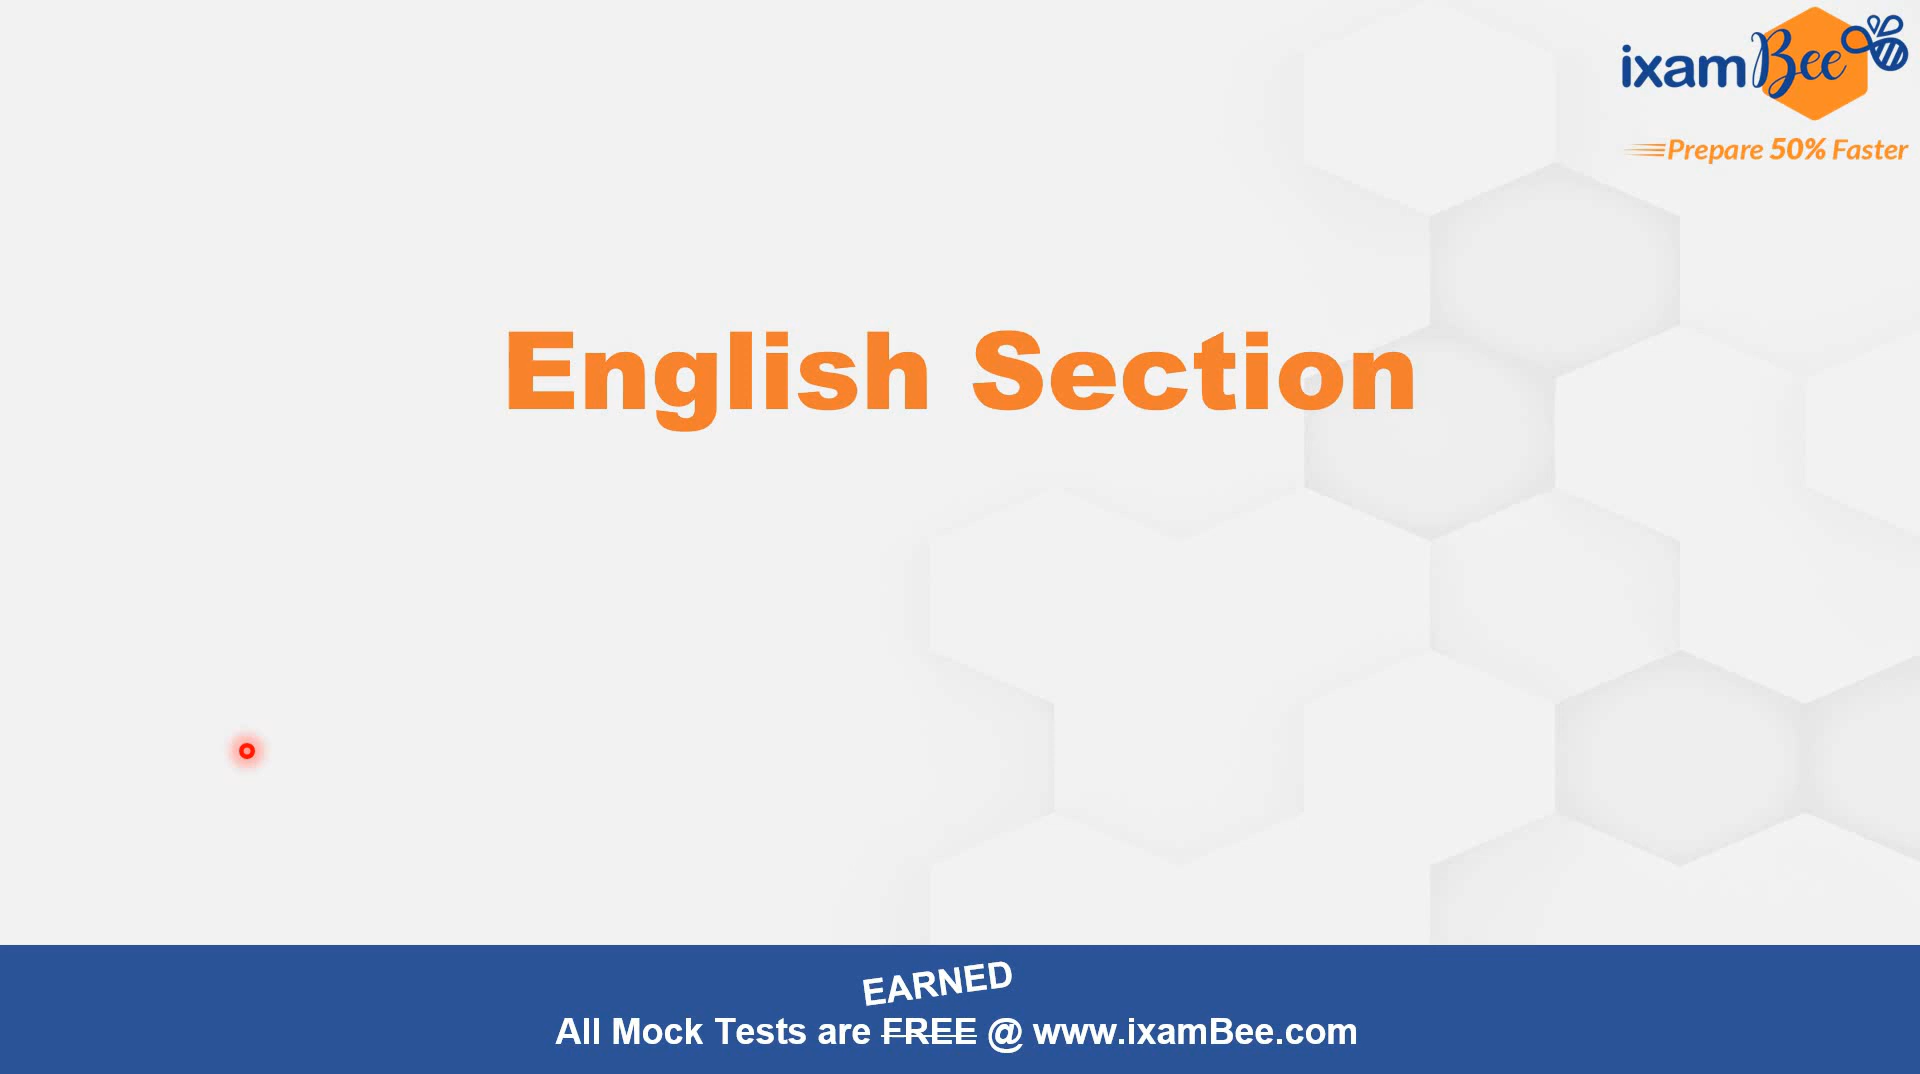 ixamBee
Prepare 50% Faster
English Section
EARNED
All Mock Tests are FREE @ www.ixamBee.com